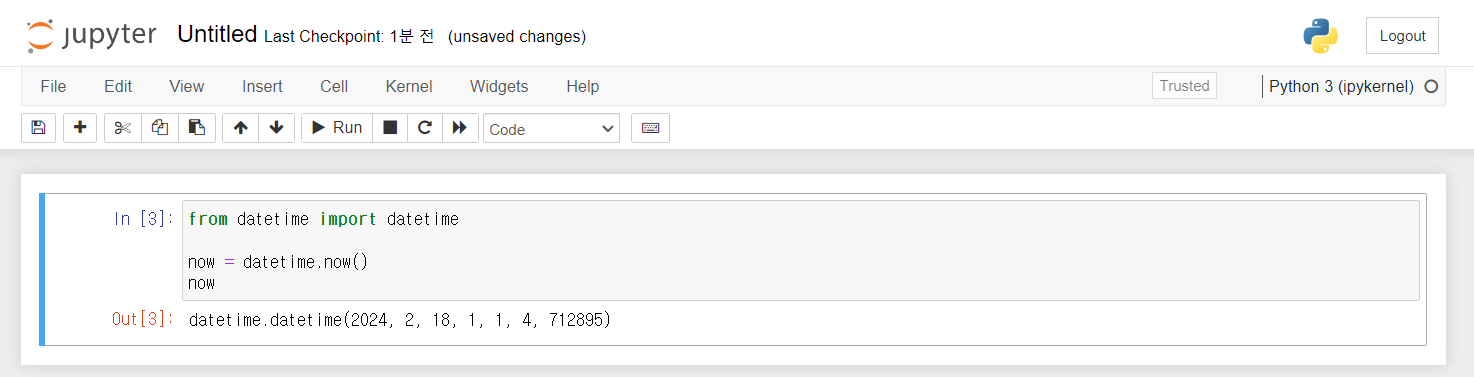 jupyter Untitled Last Checkpoint: 1분 전 (unsaved changes) Logout
File Edit View Insert Cell Kernel Widgets Help Trusted Python 3 (ipykernel)
Run Code
In [3]: from datetime import datetime
now = datetime.now()
now
Out[3]: datetime.datetime(2024, 2, 18, 1, 1, 4, 712895)